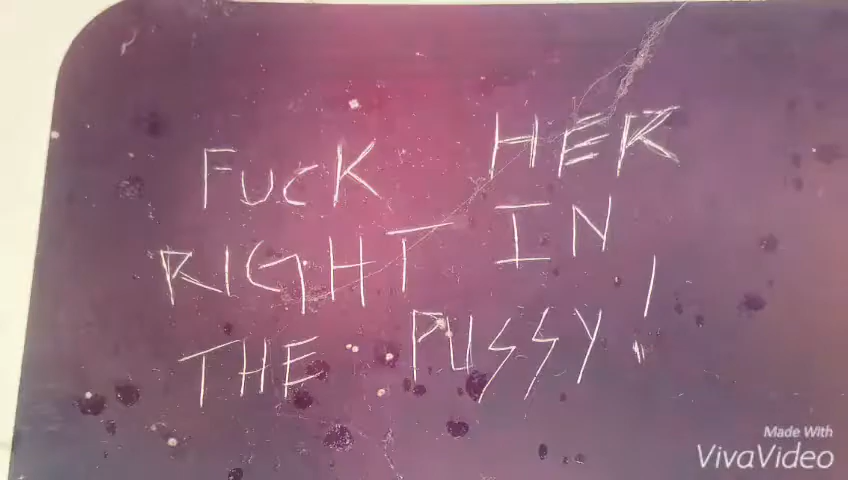 FUCK HER
RIGHT IN
THE PUSSY!
Made With
VivaVideo